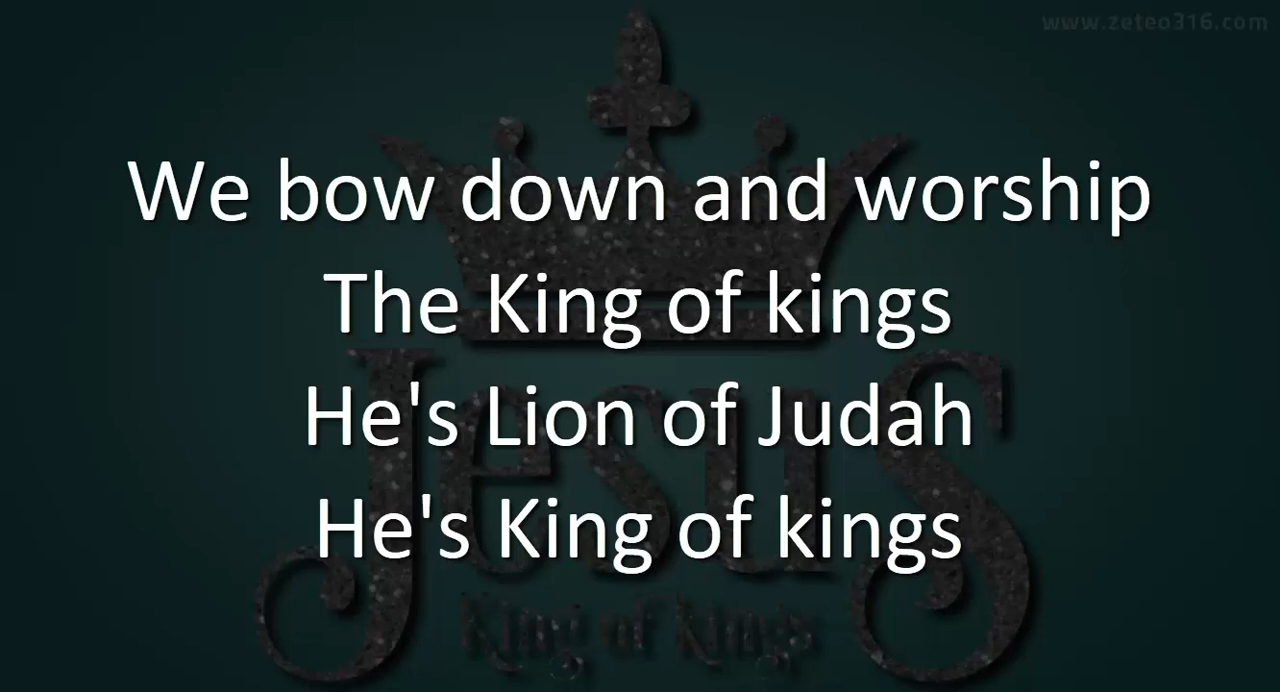 www.zeteo316.com
We bow down and worship
The King of kings
He's Lion of Judah
He's King of kings
Jesus
King of kings